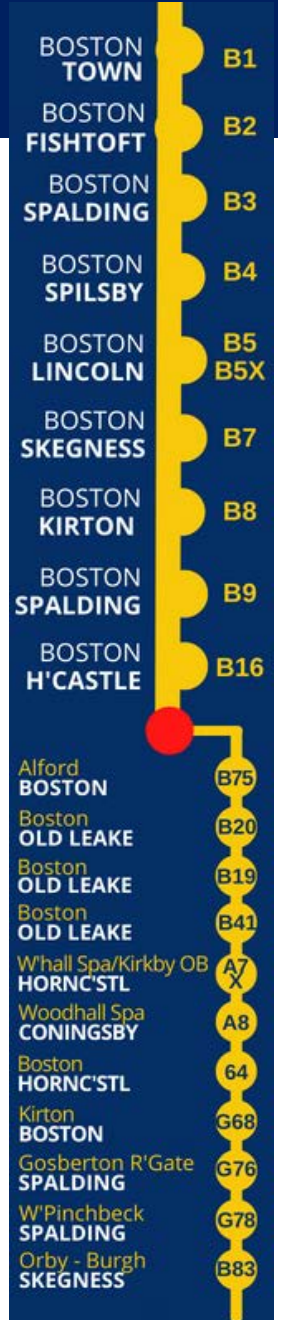 BOSTON
TOWN
B1
BOSTON
FISHTOFT
B2
BOSTON
SPALDING
B3
BOSTON
SPILSBY
B4
BOSTON
LINCOLN
B5
B5X
BOSTON
SKEGNESS
B7
BOSTON
KIRTON
B8
BOSTON
SPALDING
B9
BOSTON
H'CASTLE
B16
Alford
BOSTON
B75
Boston
OLD LEAKE
B20
Boston
OLD LEAKE
B19
Boston
OLD LEAKE
B41
W'hall Spa/Kirkby OB
HORNC'STL
A7
X
Woodhall Spa
CONINGSBY
A8
Boston
HORNC'STL
64
Kirton
BOSTON
G68
Gosberton R'Gate
SPALDING
G76
W'Pinchbeck
SPALDING
G78
Orby - Burgh
SKEGNESS
B83